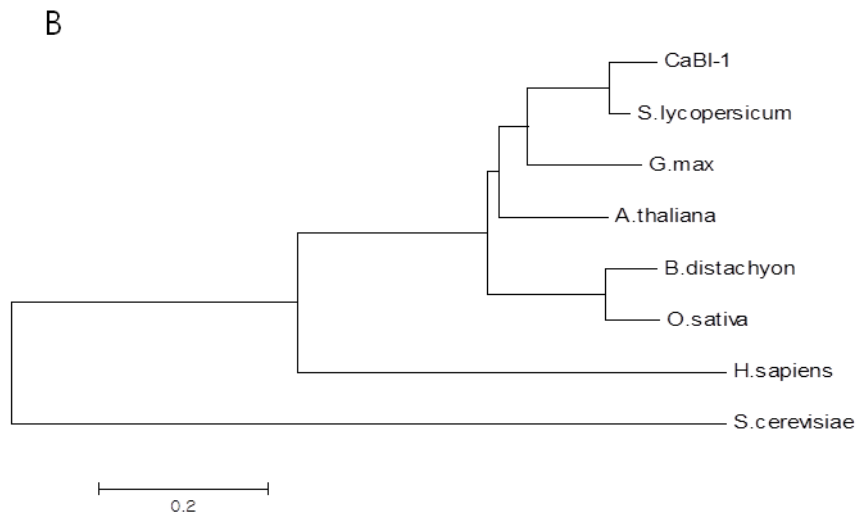 B
CaBI-1
S.lycopersicum
G.max
A.thaliana
B.distachyon
O.sativa
H.sapiens
S.cerevisiae
0.2